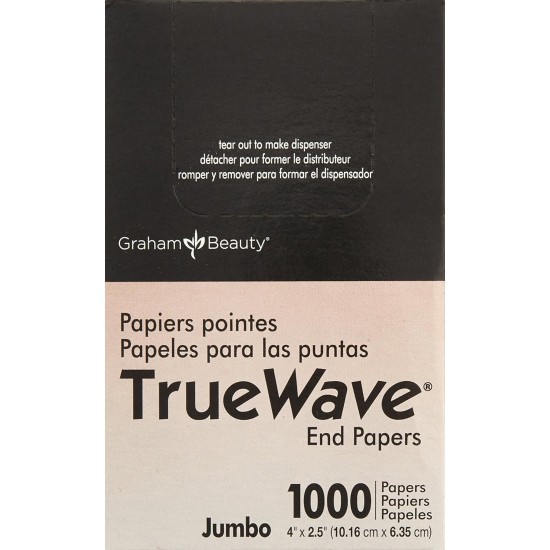 tear out to make dispenser
détacher pour former le distributeur
romper y remover para formar el dispensador
Graham Beauty®
Papiers pointes
Papeles para las puntas
TrueWave®
End Papers
Jumbo
1000
Papers
Papiers
Papeles
4" x 2.5" (10.16 cm x 6.35 cm)